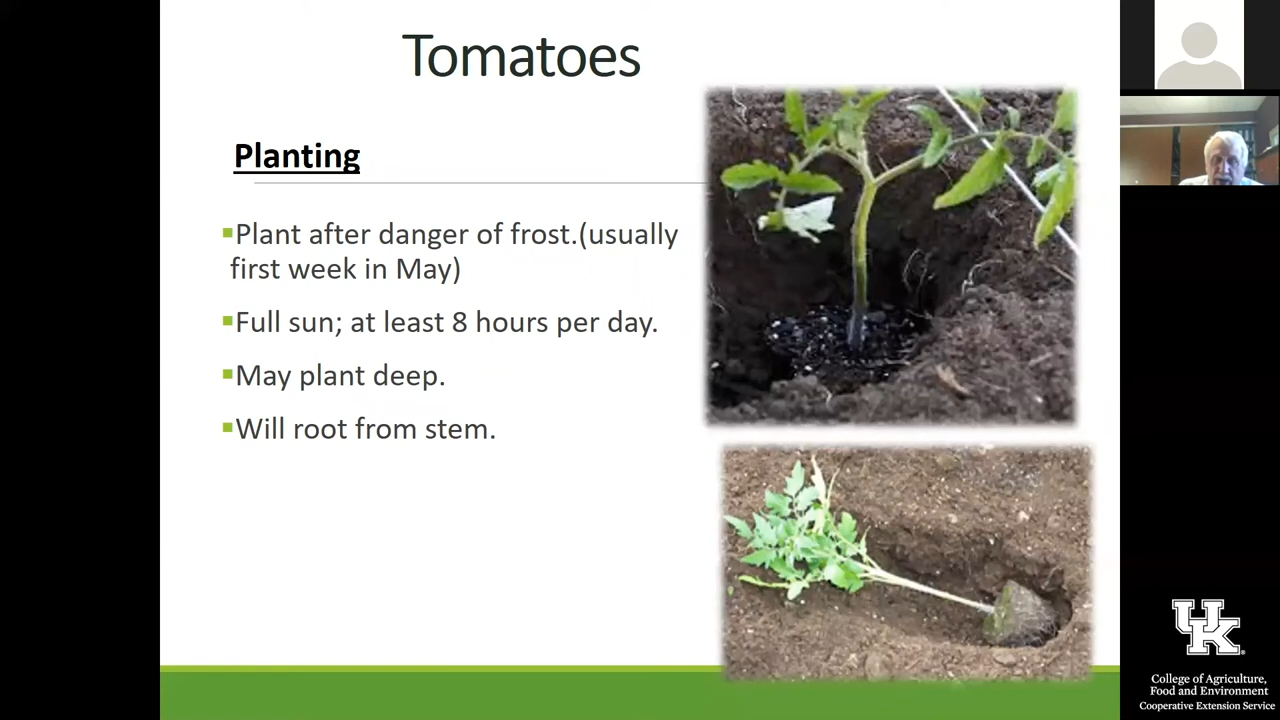 Tomatoes
Planting
Plant after danger of frost.(usually
first week in May)
Full sun; at least 8 hours per day.
May plant deep.
Will root from stem.
UK
College of Agriculture,
Food and Environment
Cooperative Extension Service